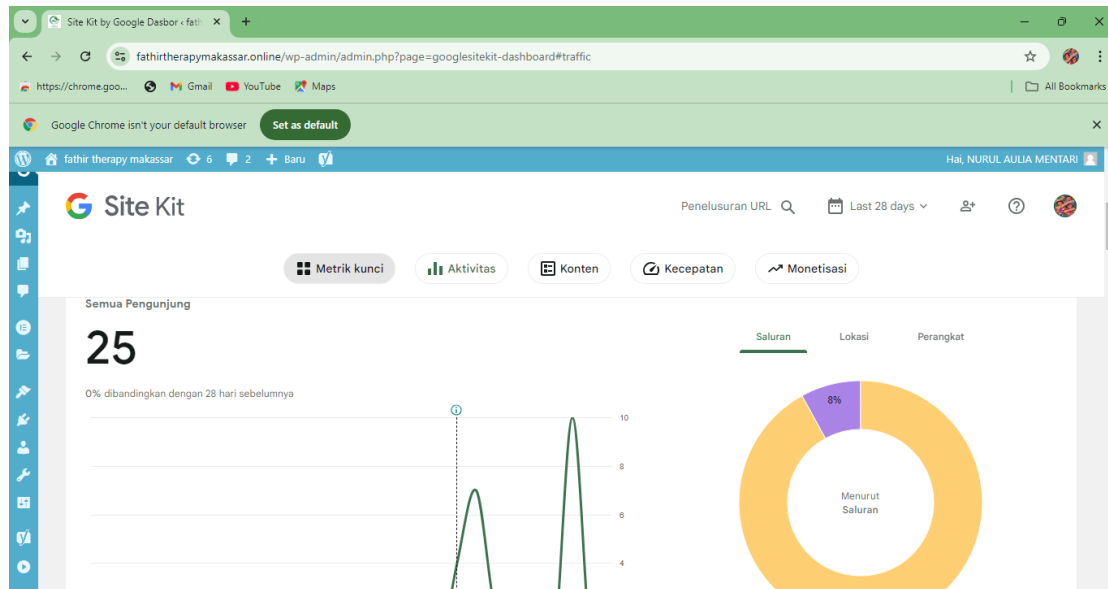 Site Kit by Google Dasbor ‹ fath
fathirtherapymakassar.online/wp-admin/admin.php?page=googlesitekit-dashboard#traffic
https://chrome.goo... Gmail YouTube Maps All Bookmarks
Google Chrome isn't your default browser Set as default
fathir therapy makassar 6 2 + Baru Hai, NURUL AULIA MENTARI
G Site Kit Penelusuran URL Last 28 days
Metrik kunci Aktivitas Konten Kecepatan Monetisasi
Semua Pengunjung
25
Saluran Lokasi Perangkat
0% dibandingkan dengan 28 hari sebelumnya
8%
10
8
6
4
Menurut
Saluran